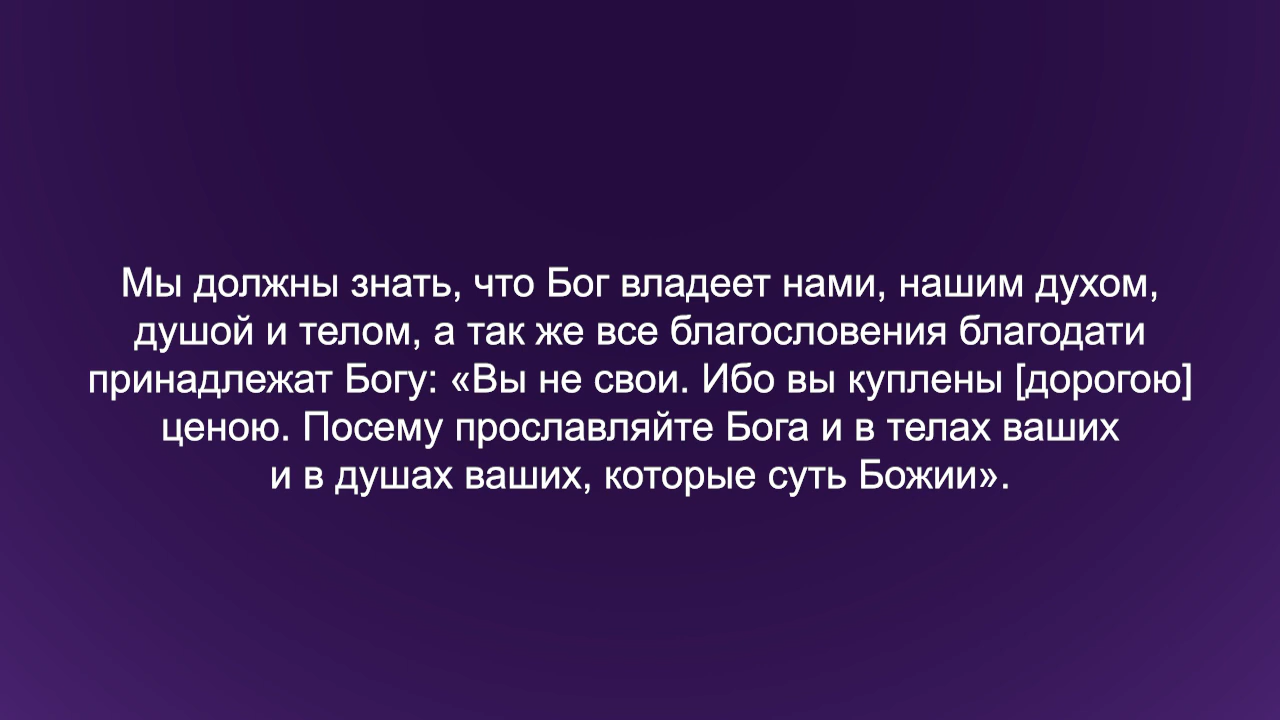 Мы должны знать, что Бог владеет нами, нашим духом,
душой и телом, а так же все благословения благодати
принадлежат Богу: «Вы не свои. Ибо вы куплены [дорогою]
ценою. Посему прославляйте Бога и в телах ваших
и в душах ваших, которые суть Божии».